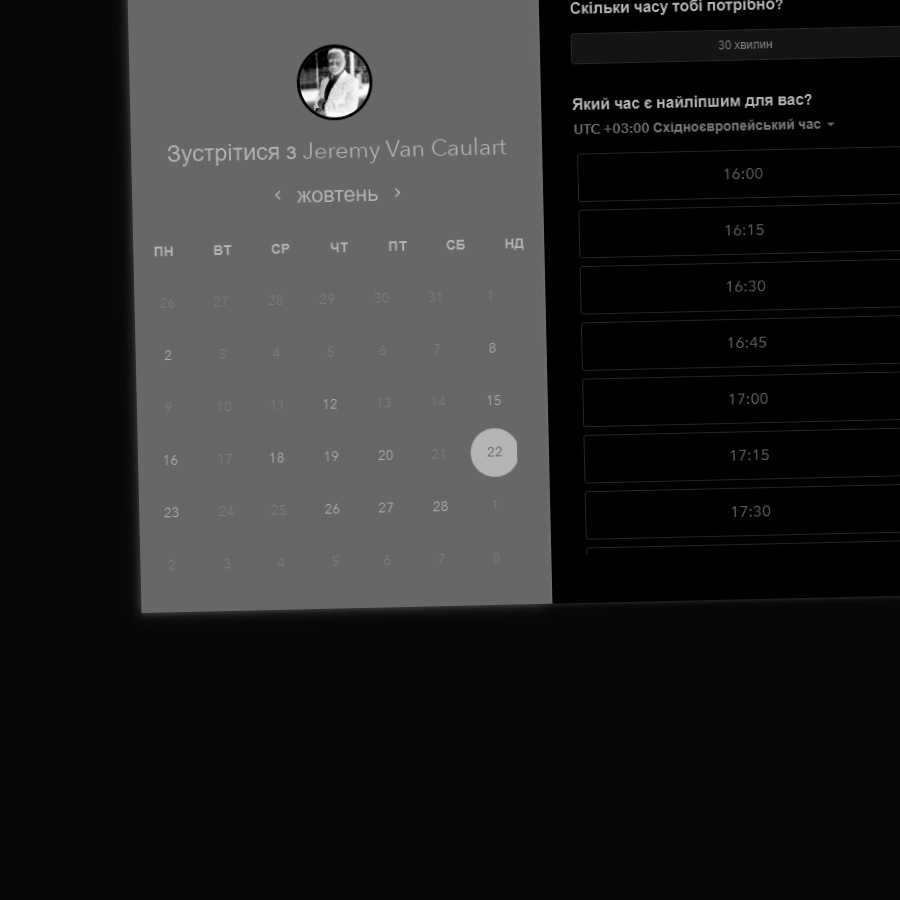 Зустрітися з Jeremy Van Caulart
жовтень
ПН ВТ СР ЧТ ПТ СБ НД
26 27 28 29 30 31 1
2 3 4 5 6 7 8
9 10 11 12 13 14 15
16 17 18 19 20 21 22
23 24 25 26 27 28 1
2 3 4 5 6 7 8
Скільки часу тобі потрібно?
30 хвилин
Який час є найліпшим для вас?
UTC +03:00 Східноєвропейський час
16:00
16:15
16:30
16:45
17:00
17:15
17:30